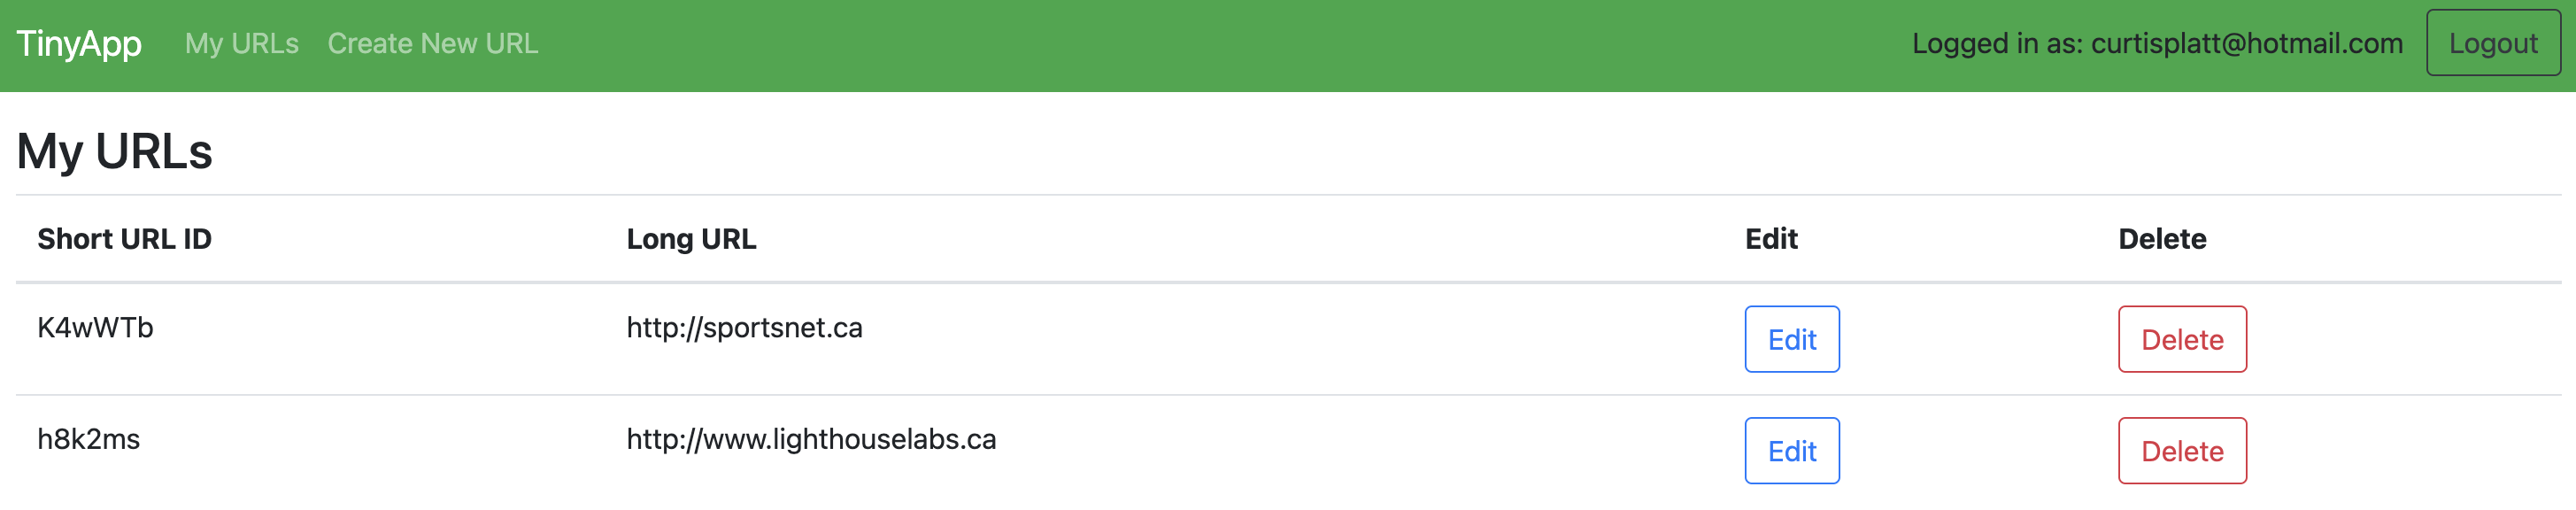 TinyApp My URLs Create New URL Logged in as: curtisplatt@hotmail.com Logout
My URLs
Short URL ID Long URL Edit Delete
K4wWTb http://sportsnet.ca Edit Delete
h8k2ms http://www.lighthouselabs.ca Edit Delete